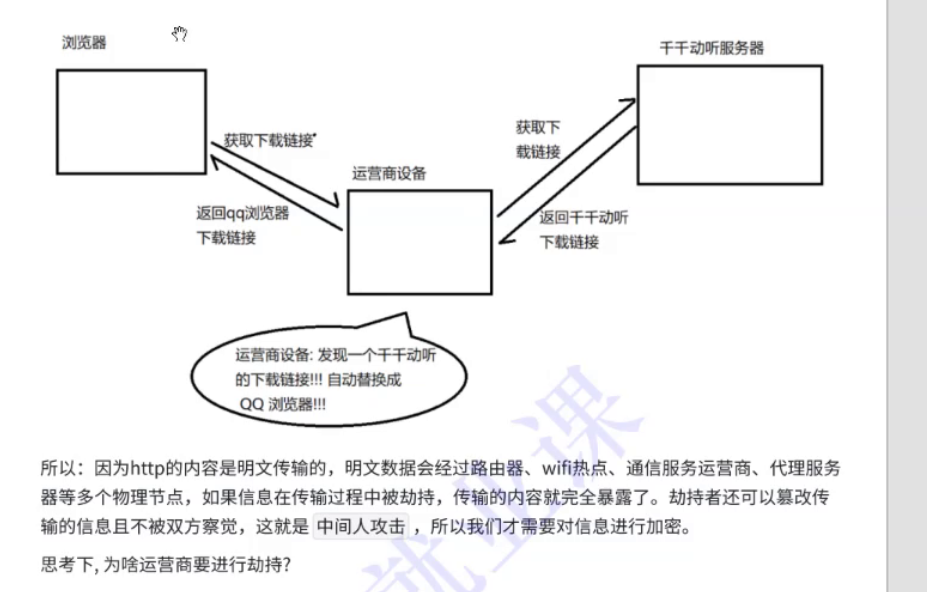 浏览器
千千动听服务器
获取下载链接
获取下
载链接
运营商设备
返回qq浏览器
下载链接
返回千千动听
下载链接
运营商设备: 发现一个千千动听
的下载链接!!! 自动替换成
QQ 浏览器!!!
所以：因为http的内容是明文传输的，明文数据会经过路由器、wifi热点、通信服务运营商、代理服务
器等多个物理节点，如果信息在传输过程中被劫持，传输的内容就完全暴露了。劫持者还可以篡改传
输的信息且不被双方察觉，这就是 中间人攻击 ，所以我们才需要对信息进行加密。
思考下, 为啥运营商要进行劫持?
就业课